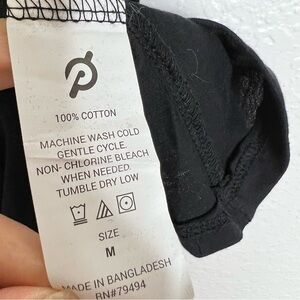 100% COTTON
MACHINE WASH COLD
GENTLE CYCLE.
NON- CHLORINE BLEACH
WHEN NEEDED.
TUMBLE DRY LOW
SIZE
M
MADE IN BANGLADESH
RN#79494